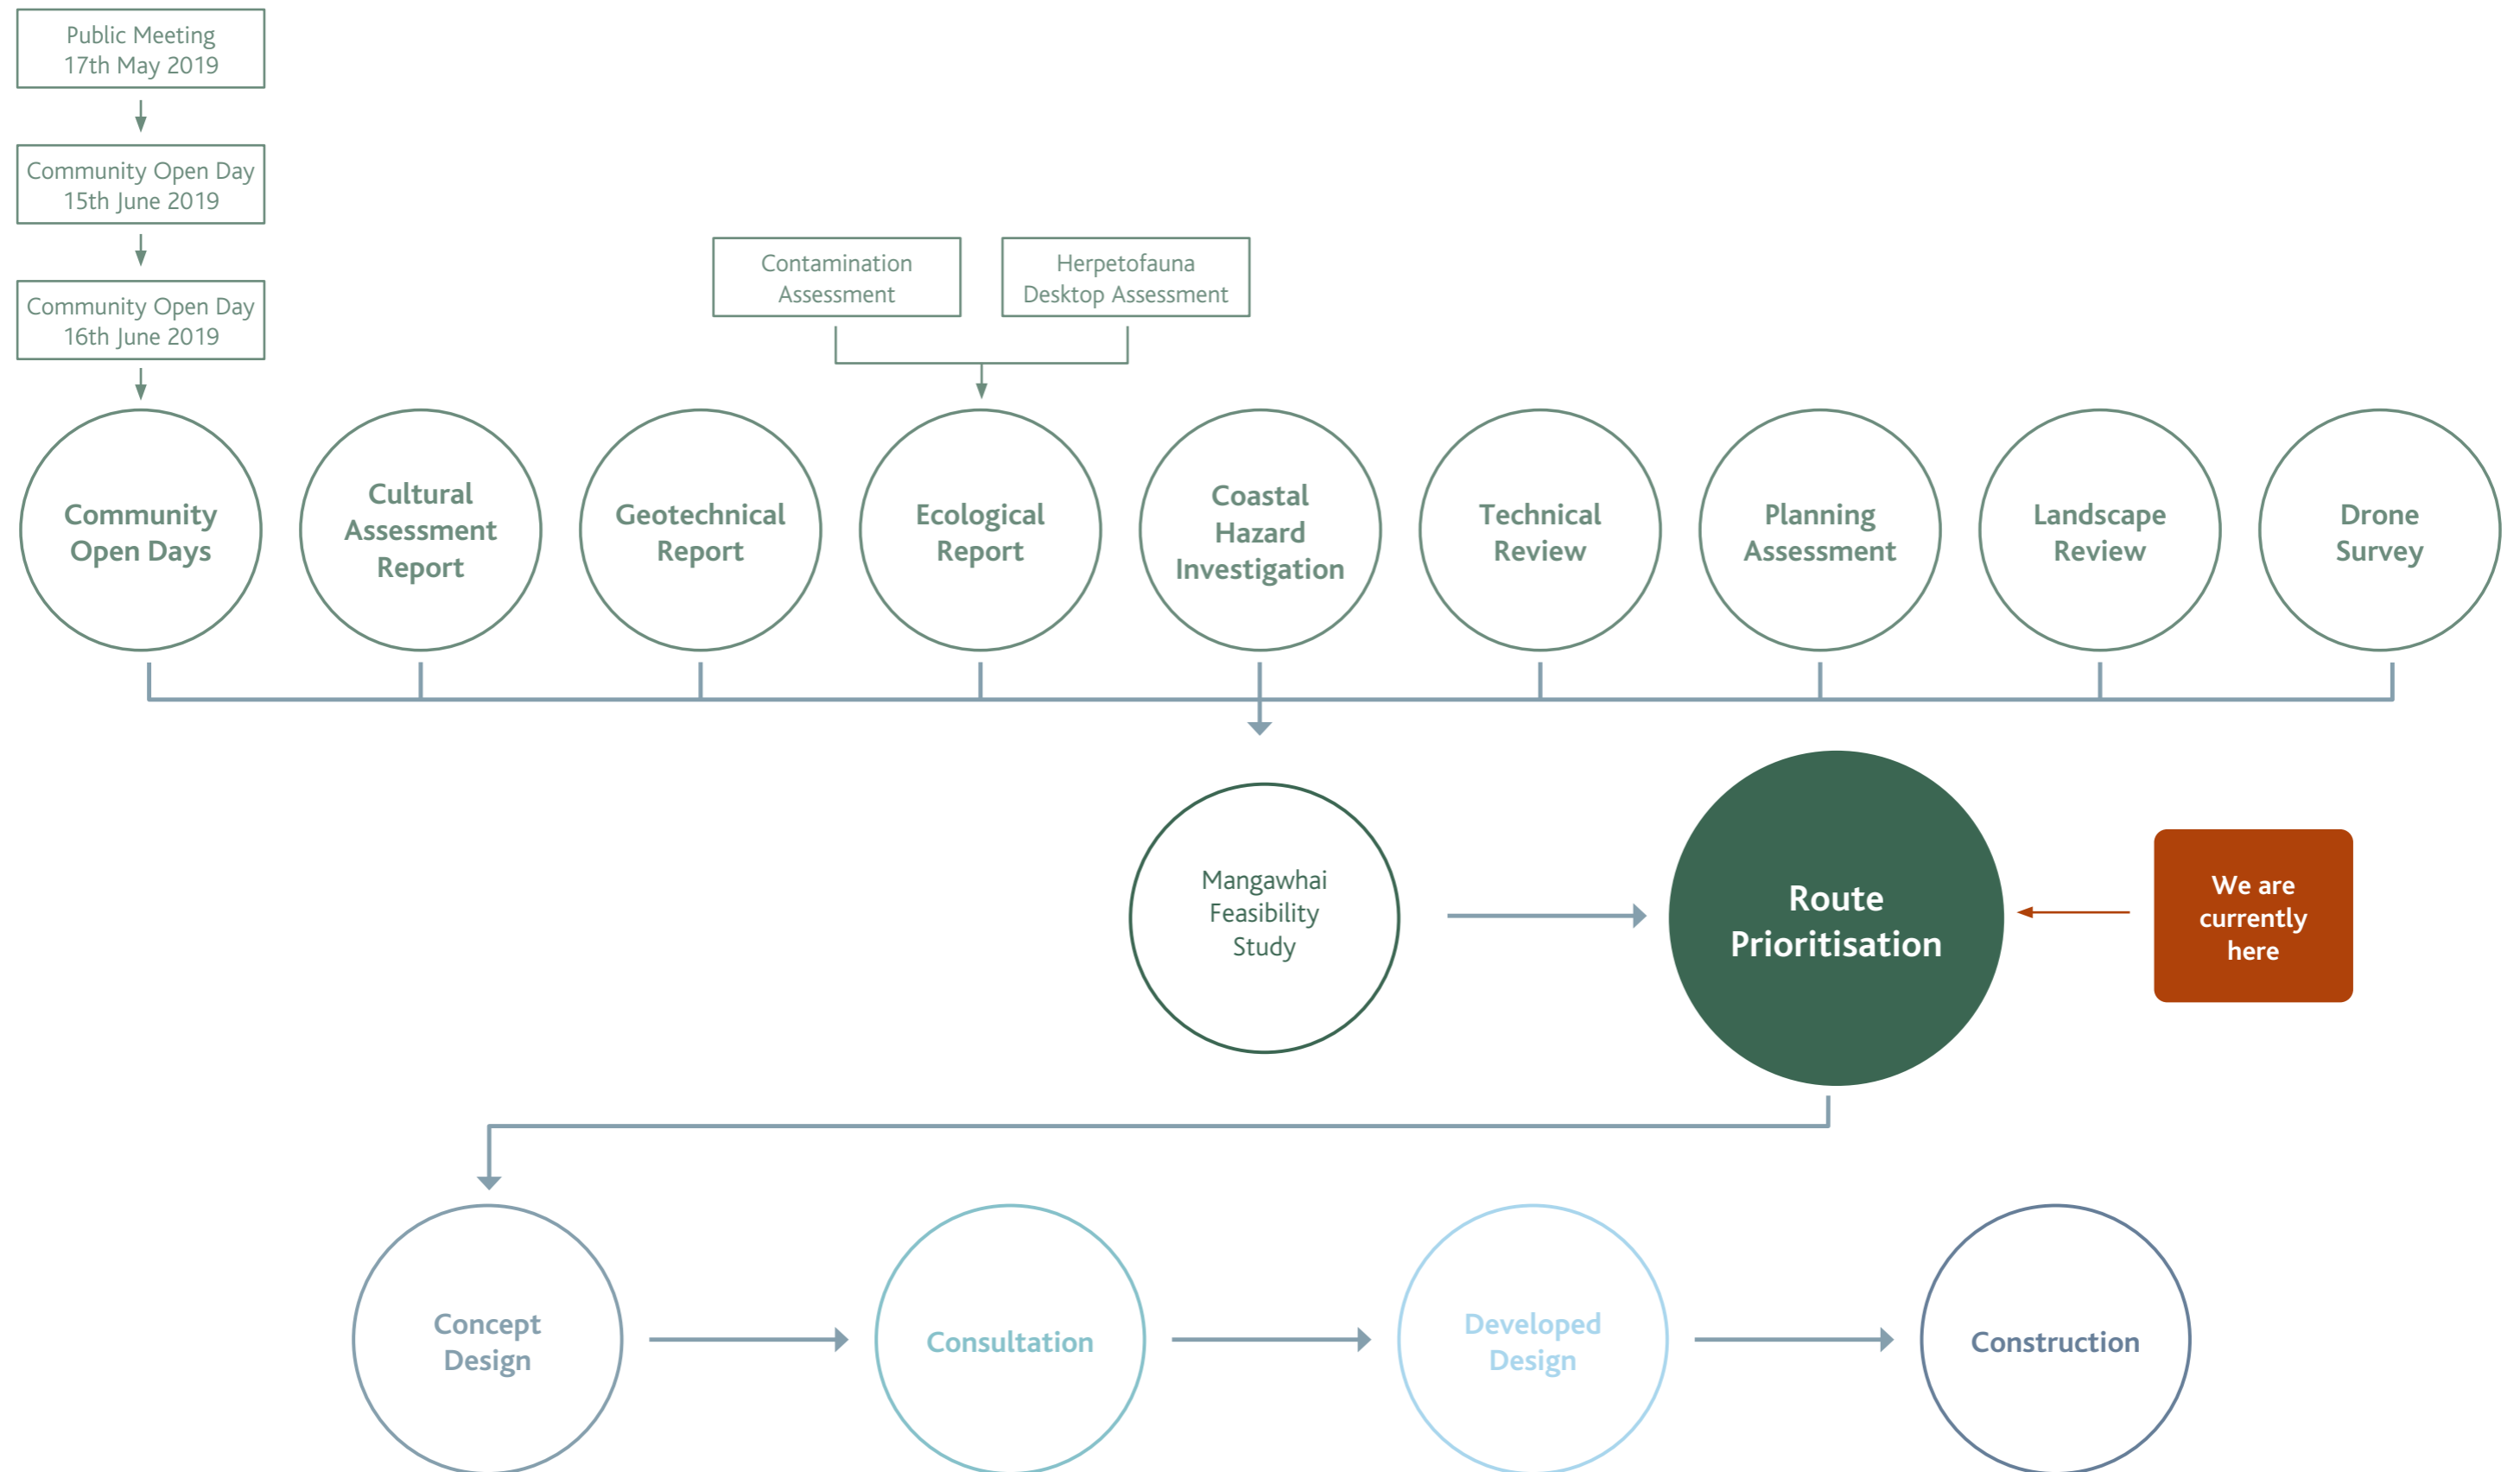 Public Meeting
17th May 2019
Community Open Day
15th June 2019
Community Open Day
16th June 2019
Contamination
Assessment
Herpetofauna
Desktop Assessment
Community
Open Days
Cultural
Assessment
Report
Geotechnical
Report
Ecological
Report
Coastal
Hazard
Investigation
Technical
Review
Planning
Assessment
Landscape
Review
Drone
Survey
Mangawhai
Feasibility
Study
Route
Prioritisation
We are
currently
here
Concept
Design
Consultation
Developed
Design
Construction